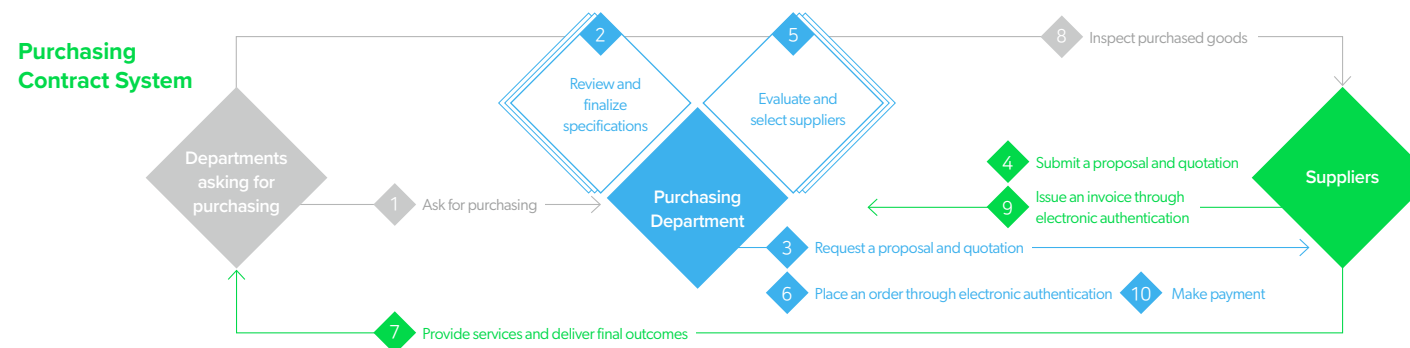 Purchasing
Contract System
Departments
asking for
purchasing
1 Ask for purchasing
2
Review and
finalize
specifications
Purchasing
Department
5
Evaluate and
select suppliers
8 Inspect purchased goods
4 Submit a proposal and quotation
9 Issue an invoice through
electronic authentication
Suppliers
3 Request a proposal and quotation
6 Place an order through electronic authentication
10 Make payment
7 Provide services and deliver final outcomes